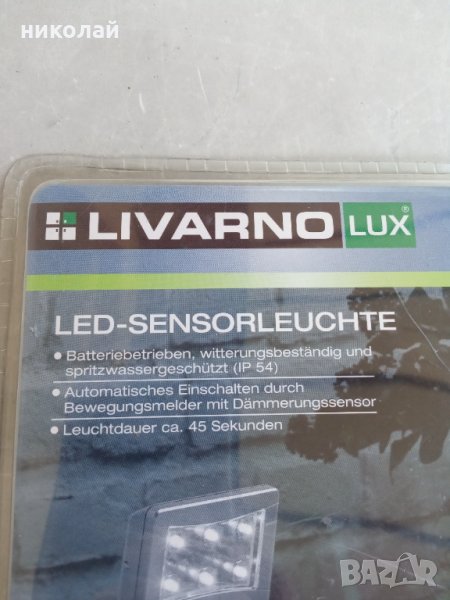 николай
LIVARNO LUX®
LED-SENSORLEUCHTE
• Batteriebetrieben, witterungsbeständig und
spritzwassergeschützt (IP 54)
• Automatisches Einschalten durch
Bewegungsmelder mit Dämmerungssensor
• Leuchtdauer ca. 45 Sekunden
BAZAR